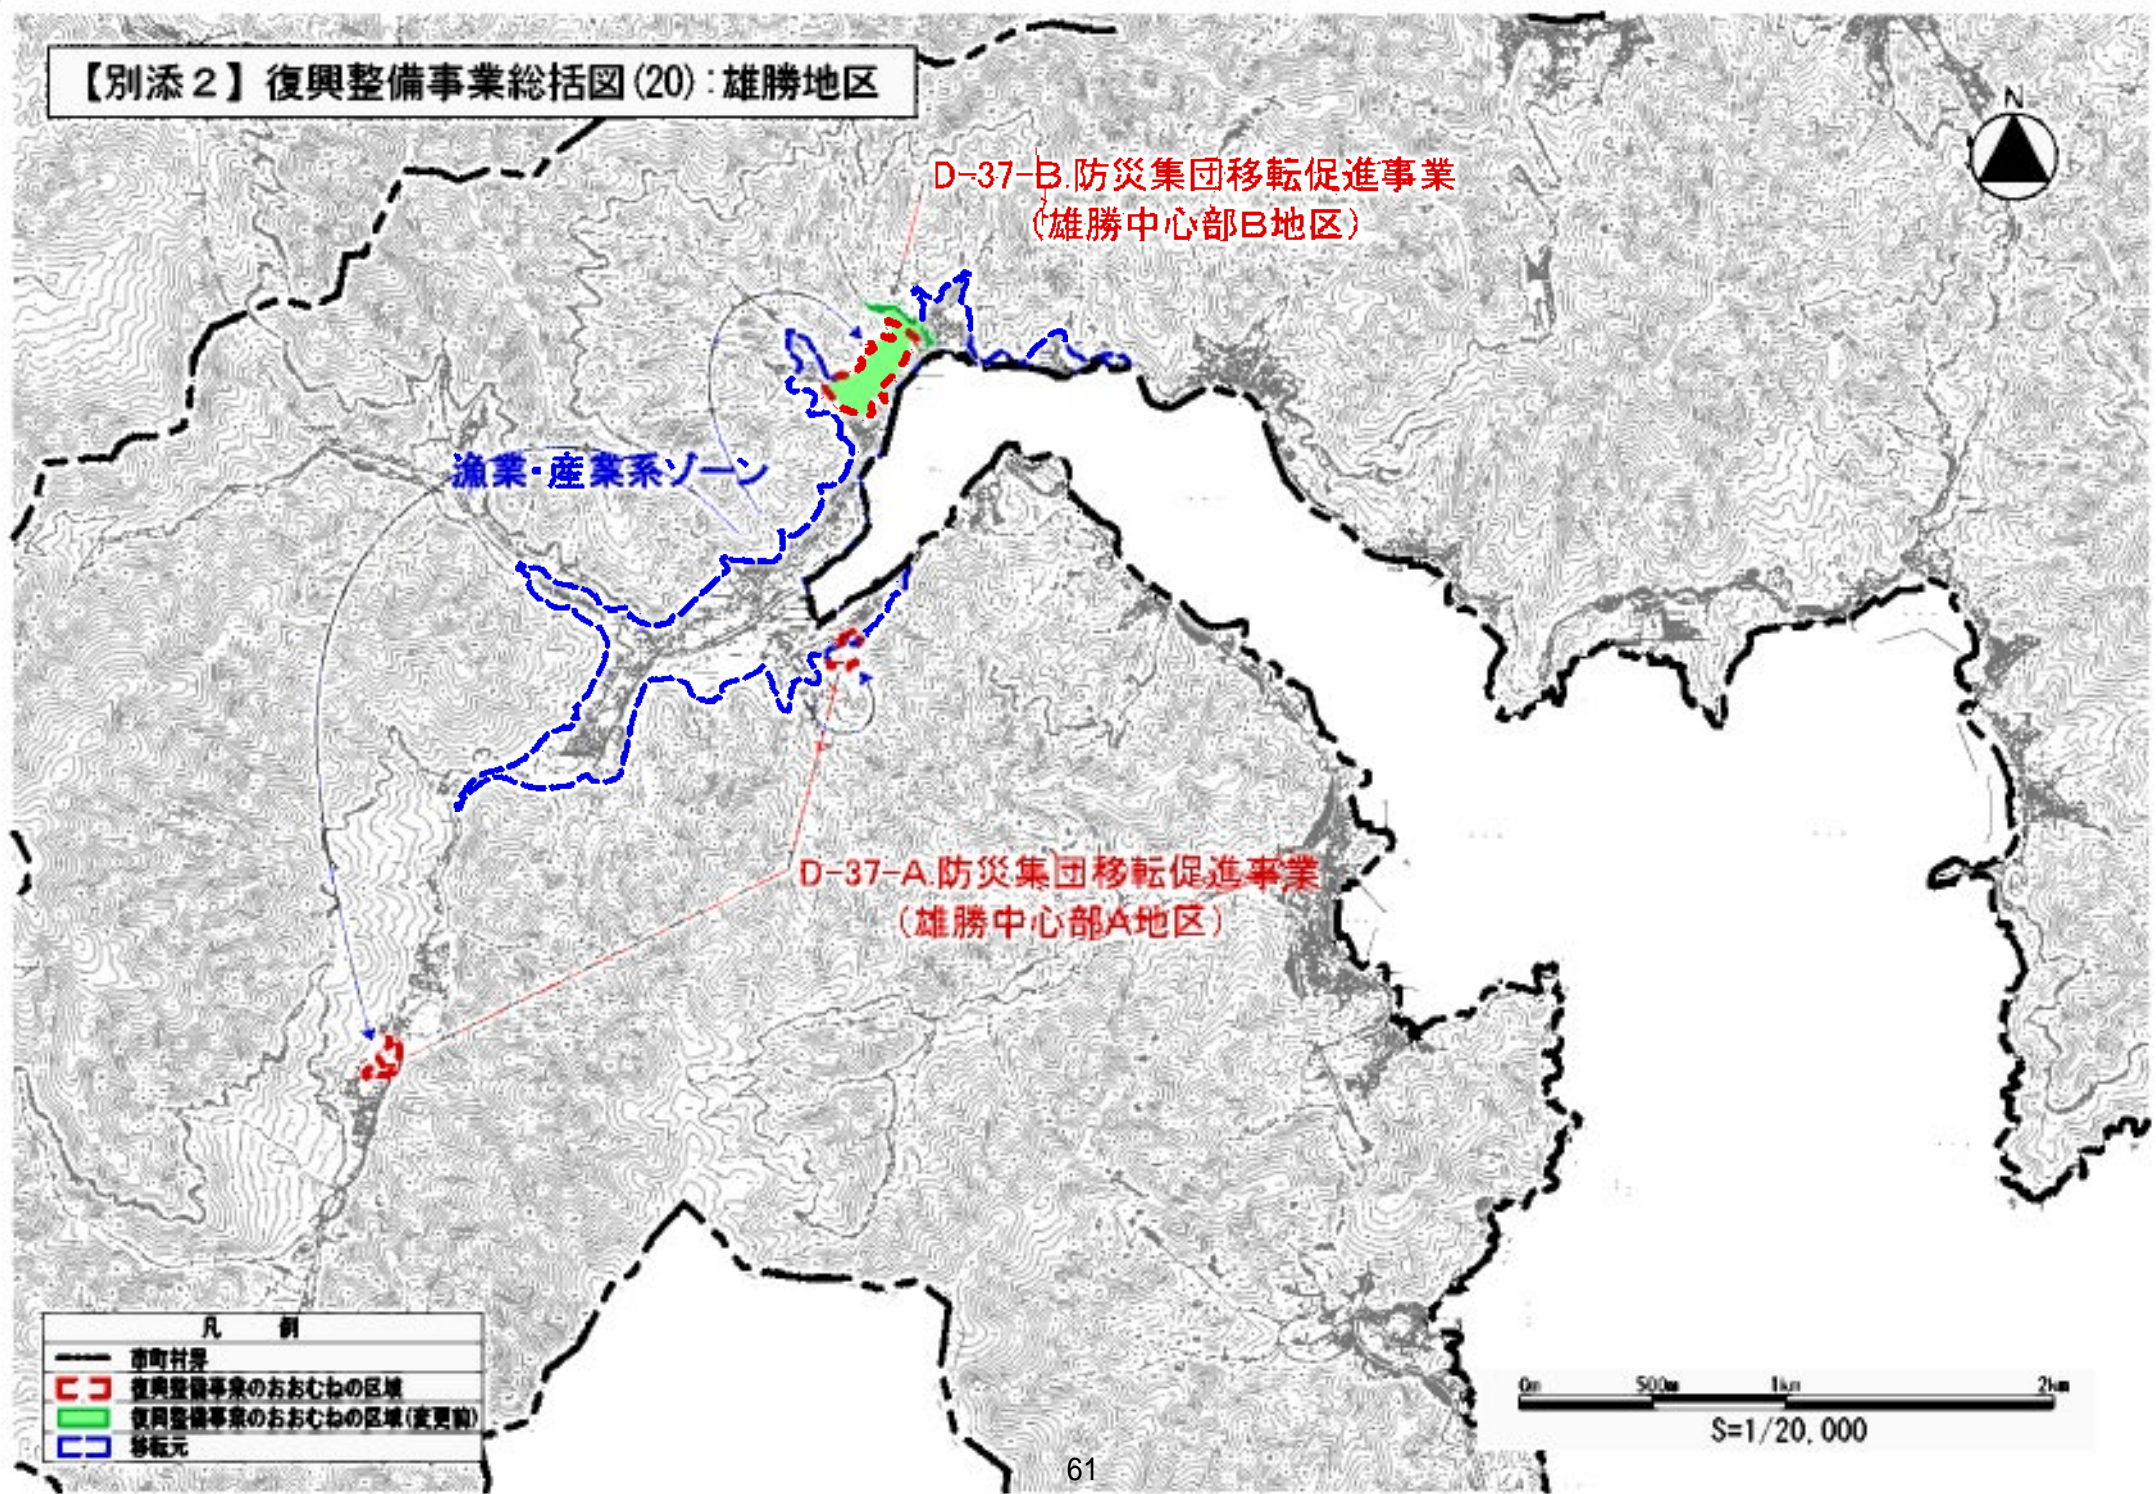 【別添２】復興整備事業総括図(20):雄勝地区
N
D-37-B.防災集団移転促進事業
(雄勝中心部B地区)
漁業・産業系ゾーン
D-37-A.防災集団移転促進事業
(雄勝中心部A地区)
凡 例
市町村界
復興整備事業のおおむねの区域
復興整備事業のおおむねの区域(変更前)
移転元
0m 500m 1km 2km
S=1/20,000
61